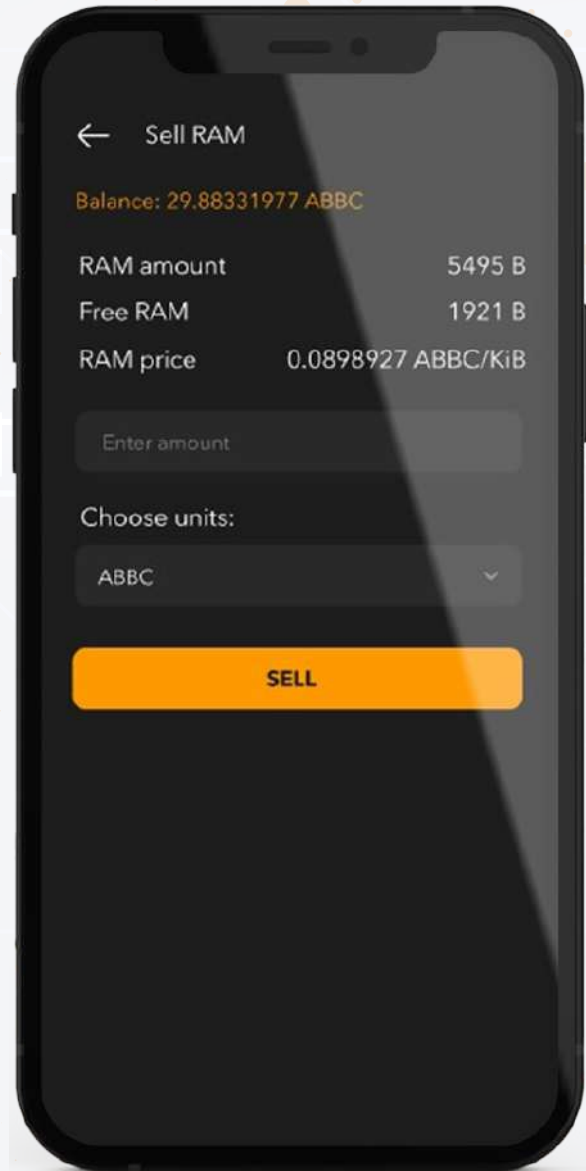 Sell RAM
Balance: 29.88331977 ABBC
RAM amount 5495 B
Free RAM 1921 B
RAM price 0.0898927 ABBC/KiB
Enter amount
Choose units:
ABBC
SELL